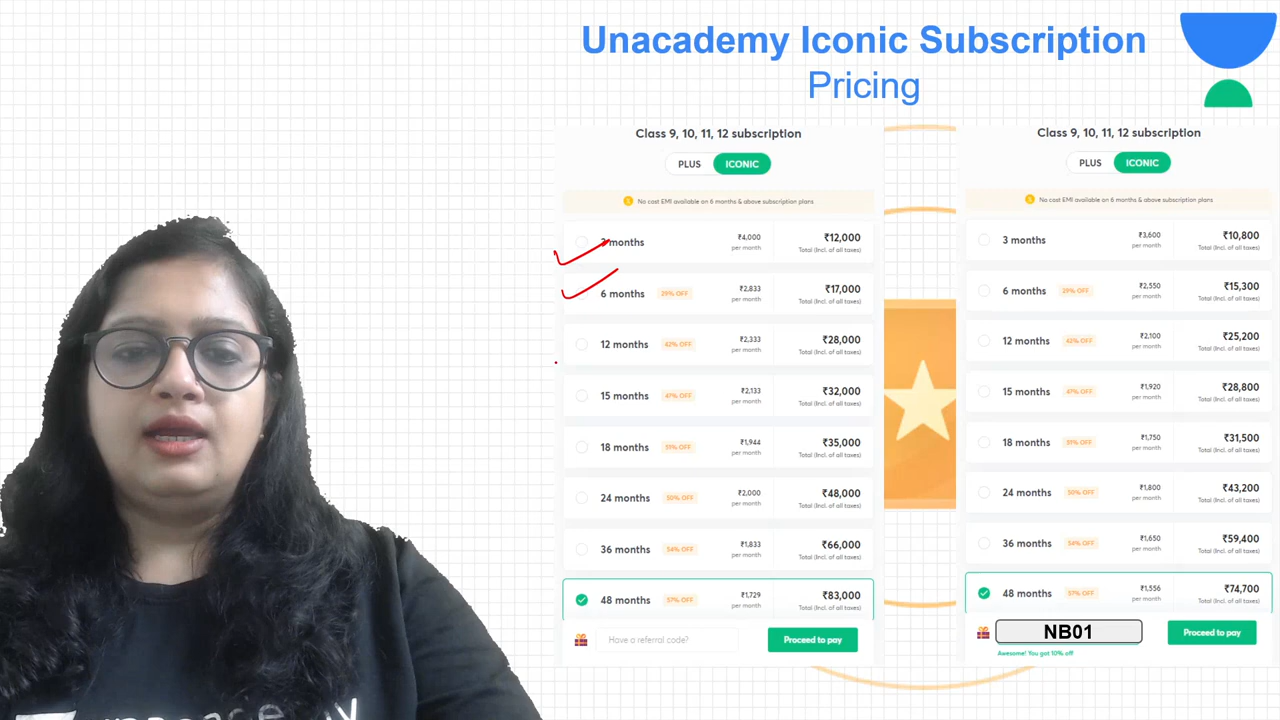 Unacademy Iconic Subscription
Pricing
Class 9, 10, 11, 12 subscription
PLUS ICONIC
No cost EMI available on 6 months & above subscription plans
3 months ₹4,000 per month ₹12,000 Total (Incl. of all taxes)
6 months 29% OFF ₹2,833 per month ₹17,000 Total (Incl. of all taxes)
12 months 42% OFF ₹2,333 per month ₹28,000 Total (Incl. of all taxes)
15 months 47% OFF ₹2,133 per month ₹32,000 Total (Incl. of all taxes)
18 months 51% OFF ₹1,944 per month ₹35,000 Total (Incl. of all taxes)
24 months 50% OFF ₹2,000 per month ₹48,000 Total (Incl. of all taxes)
36 months 54% OFF ₹1,833 per month ₹66,000 Total (Incl. of all taxes)
48 months 57% OFF ₹1,729 per month ₹83,000 Total (Incl. of all taxes)
Have a referral code? Proceed to pay
Class 9, 10, 11, 12 subscription
PLUS ICONIC
No cost EMI available on 6 months & above subscription plans
3 months ₹3,600 per month ₹10,800 Total (Incl. of all taxes)
6 months 29% OFF ₹2,550 per month ₹15,300 Total (Incl. of all taxes)
12 months 42% OFF ₹2,100 per month ₹25,200 Total (Incl. of all taxes)
15 months 47% OFF ₹1,920 per month ₹28,800 Total (Incl. of all taxes)
18 months 51% OFF ₹1,750 per month ₹31,500 Total (Incl. of all taxes)
24 months 50% OFF ₹1,800 per month ₹43,200 Total (Incl. of all taxes)
36 months 54% OFF ₹1,650 per month ₹59,400 Total (Incl. of all taxes)
48 months 57% OFF ₹1,556 per month ₹74,700 Total (Incl. of all taxes)
NB01 Proceed to pay
Awesome! You got 10% off